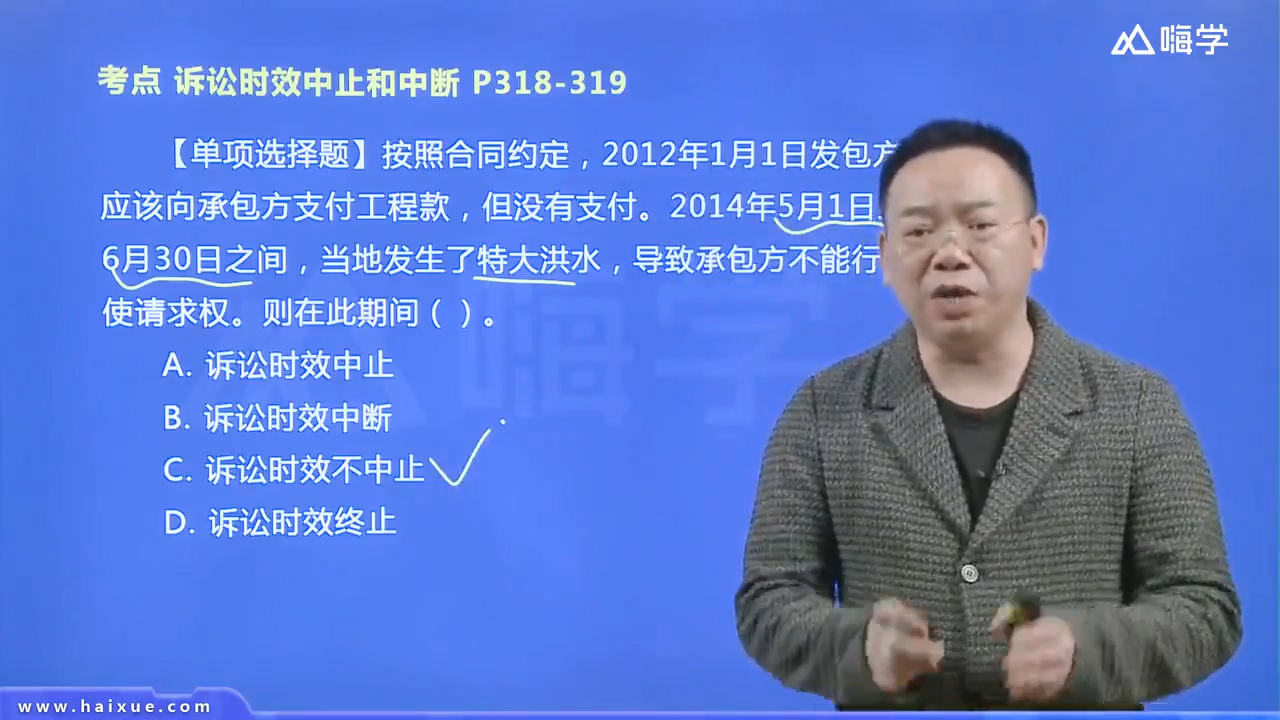 嗨学
考点 诉讼时效中止和中断 P318-319
【单项选择题】按照合同约定，2012年1月1日发包方
应该向承包方支付工程款，但没有支付。2014年5月1日
6月30日之间，当地发生了特大洪水，导致承包方不能行
使请求权。则在此期间（ ）。
A. 诉讼时效中止
B. 诉讼时效中断
C. 诉讼时效不中止
D. 诉讼时效终止
嗨学
www.haixue.com